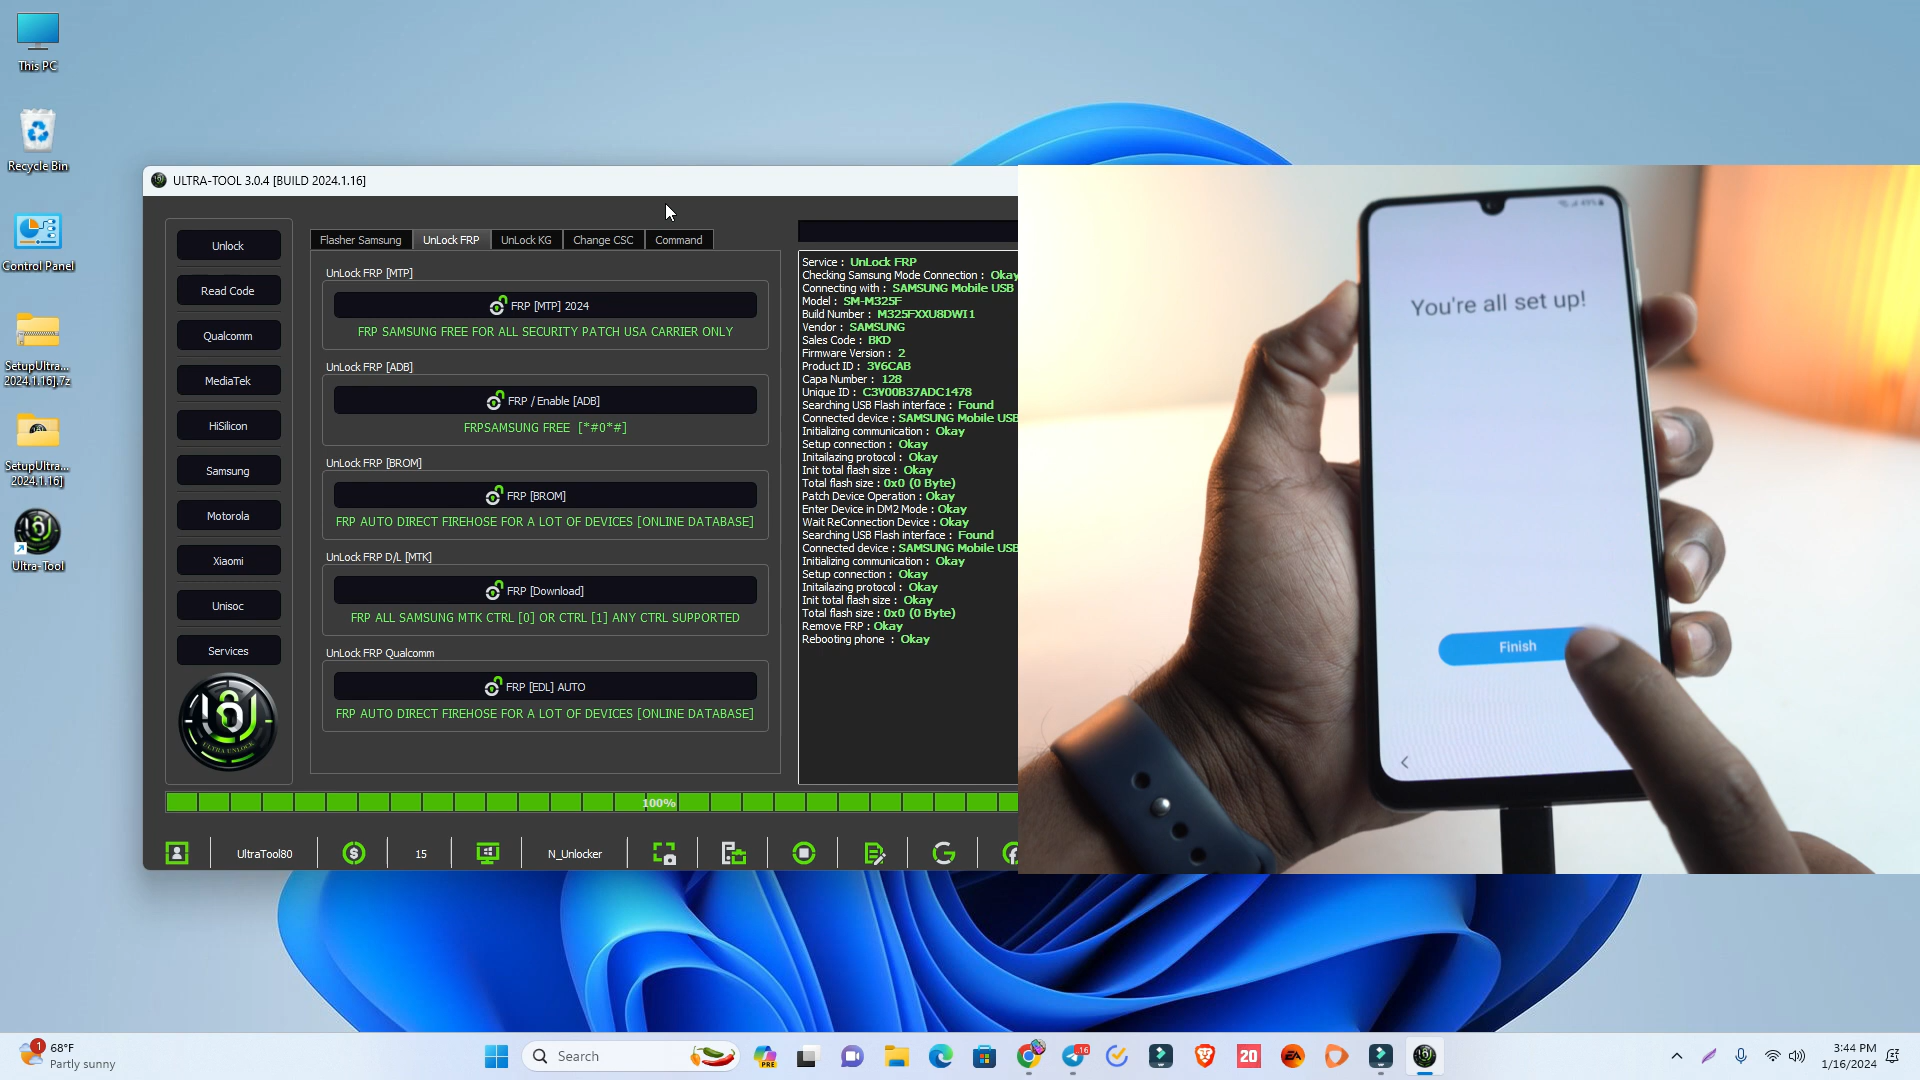 This PC
Recycle Bin
Control Panel
SetupUltra...
2024.1.16].7z
SetupUltra...
2024.1.16]
Ultra-Tool
ULTRA-TOOL 3.0.4 [BUILD 2024.1.16]
Unlock
Read Code
Qualcomm
MediaTek
HiSilicon
Samsung
Motorola
Xiaomi
Unisoc
Services
ULTRA UNLOCK
Flasher Samsung
UnLock FRP
UnLock KG
Change CSC
Command
UnLock FRP [MTP]
FRP [MTP] 2024
FRP SAMSUNG FREE FOR ALL SECURITY PATCH USA CARRIER ONLY
UnLock FRP [ADB]
FRP / Enable [ADB]
FRPSAMSUNG FREE [*#0*#]
UnLock FRP [BROM]
FRP [BROM]
FRP AUTO DIRECT FIREHOSE FOR A LOT OF DEVICES [ONLINE DATABASE]
UnLock FRP D/L [MTK]
FRP [Download]
FRP ALL SAMSUNG MTK CTRL [0] OR CTRL [1] ANY CTRL SUPPORTED
UnLock FRP Qualcomm
FRP [EDL] AUTO
FRP AUTO DIRECT FIREHOSE FOR A LOT OF DEVICES [ONLINE DATABASE]
Service : UnLock FRP
Checking Samsung Mode Connection : Okay
Connecting with : SAMSUNG Mobile USB
Model : SM-M325F
Build Number : M325FXXU8DWI1
Vendor : SAMSUNG
Sales Code : BKD
Firmware Version : 2
Product ID : 3V6CAB
Capa Number : 128
Unique ID : C3V00B37ADC1478
Searching USB Flash interface : Found
Connected device : SAMSUNG Mobile USB
Initializing communication : Okay
Setup connection : Okay
Initailazing protocol : Okay
Init total flash size : Okay
Total flash size : 0x0 (0 Byte)
Patch Device Operation : Okay
Enter Device in DM2 Mode : Okay
Wait ReConnection Device : Okay
Searching USB Flash interface : Found
Connected device : SAMSUNG Mobile USB
Initializing communication : Okay
Setup connection : Okay
Initailazing protocol : Okay
Init total flash size : Okay
Total flash size : 0x0 (0 Byte)
Remove FRP : Okay
Rebooting phone : Okay
You're all set up!
Finish
100%
UltraTool80
15
N_Unlocker
1
68°F
Partly sunny
Search
PRE
16
20
EA
3:44 PM
1/16/2024